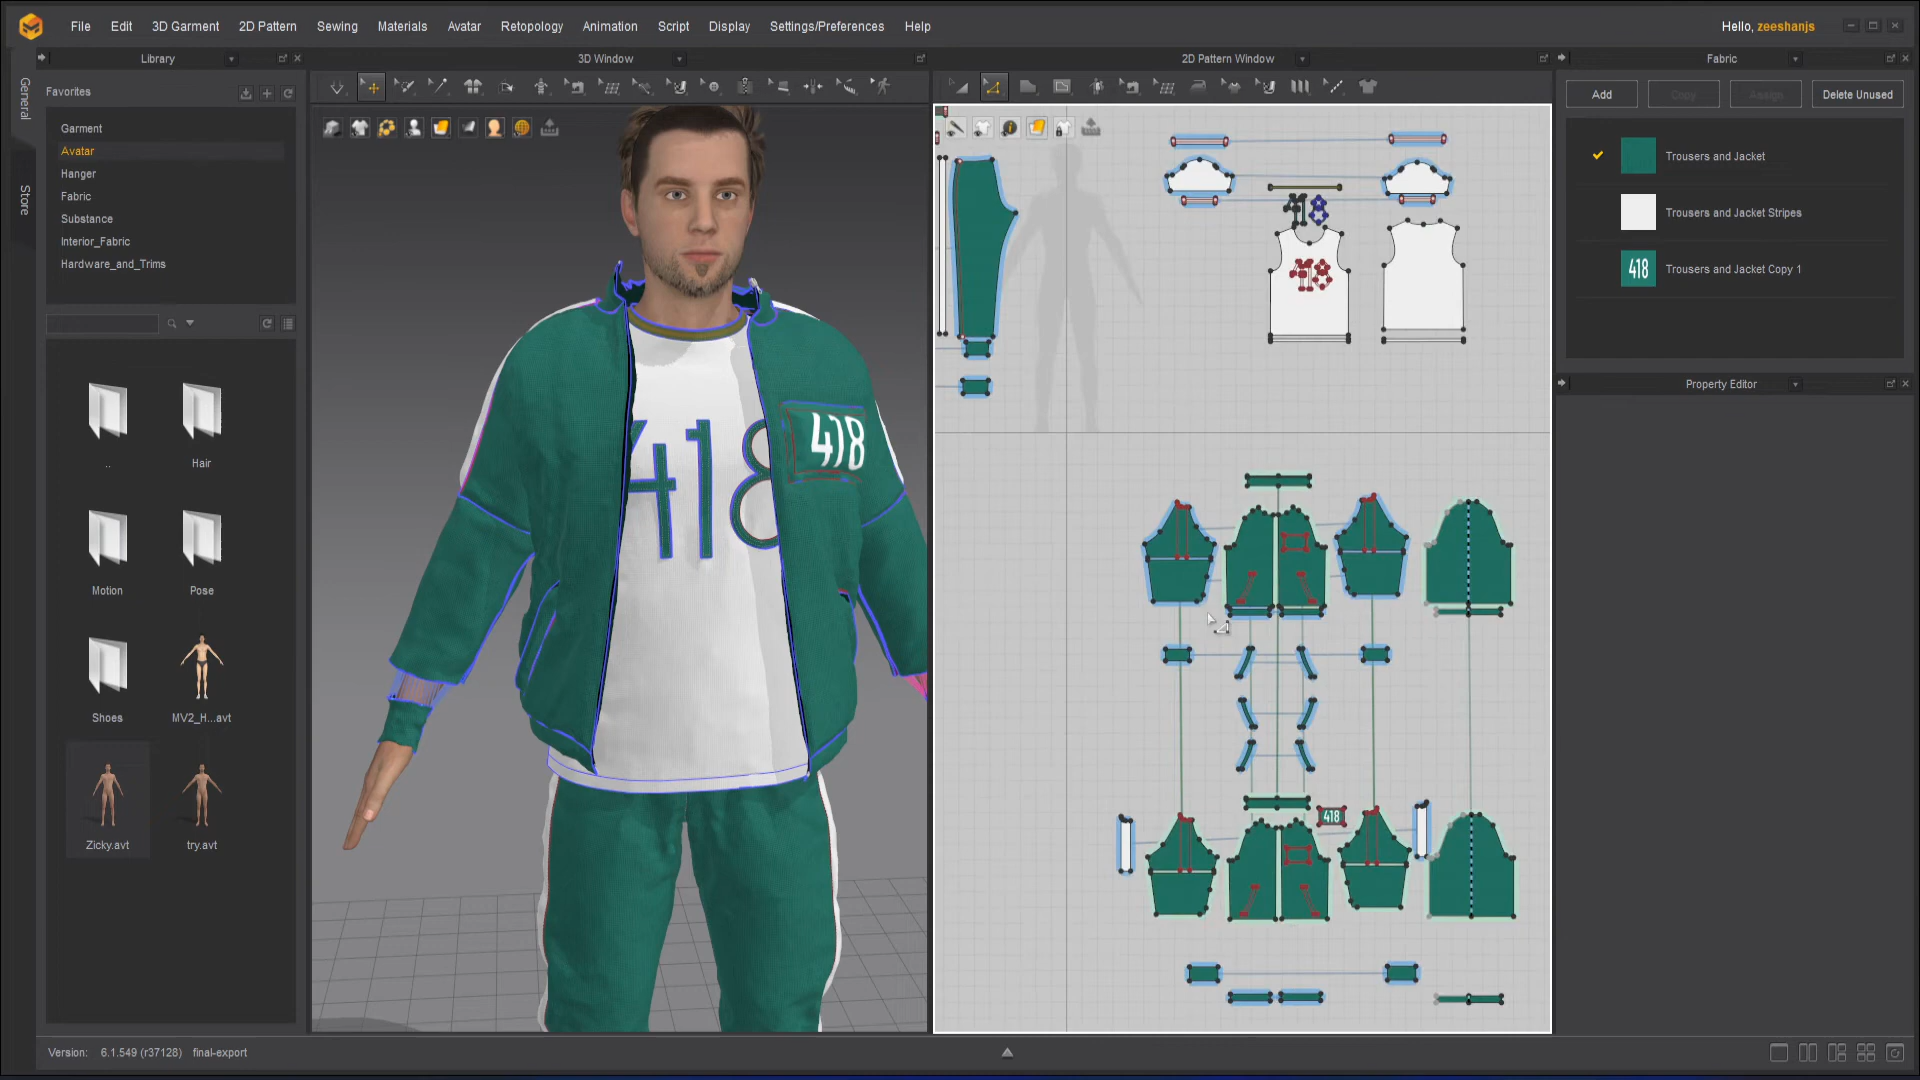 File Edit 3D Garment 2D Pattern Sewing Materials Avatar Retopology Animation Script Display Settings/Preferences Help
Hello, zeeshanjs
Library
3D Window
2D Pattern Window
Fabric
General
Store
Favorites
Garment
Avatar
Hanger
Fabric
Substance
Interior_Fabric
Hardware_and_Trims
..
Hair
Motion
Pose
Shoes
MV2_H...avt
Zicky.avt
try.avt
418
418
418
Add
Copy
Assign
Delete Unused
Trousers and Jacket
Trousers and Jacket Stripes
418 Trousers and Jacket Copy 1
Property Editor
Version: 6.1.549 (r37128) final-export